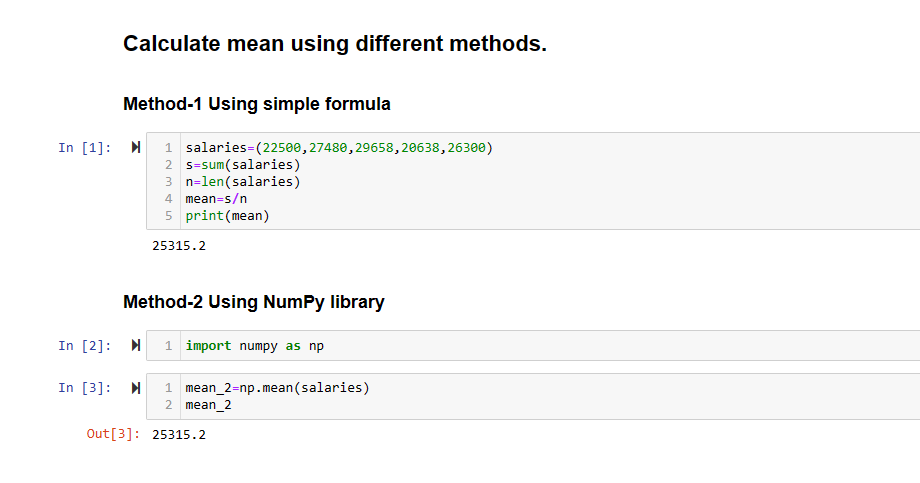 Calculate mean using different methods.
Method-1 Using simple formula
In [1]:
1 salaries=(22500,27480,29658,20638,26300)
2 s=sum(salaries)
3 n=len(salaries)
4 mean=s/n
5 print(mean)
25315.2
Method-2 Using NumPy library
In [2]:
1 import numpy as np
In [3]:
1 mean_2=np.mean(salaries)
2 mean_2
Out[3]: 25315.2